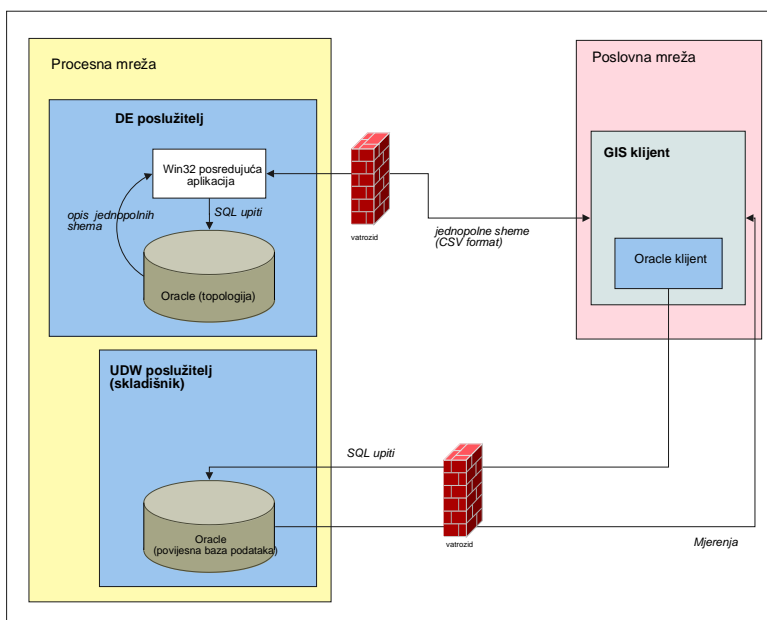 Procesna mreža
DE poslužitelj
Win32 posredujuća
aplikacija
opis jednopolnih
shema
SQL upiti
Oracle (topologija)
vatrozid
jednopolne sheme
(CSV format)
Poslovna mreža
GIS klijent
Oracle klijent
UDW poslužitelj
(skladišnik)
SQL upiti
Oracle
(povijesna baza podataka)
vatrozid
Mjerenja